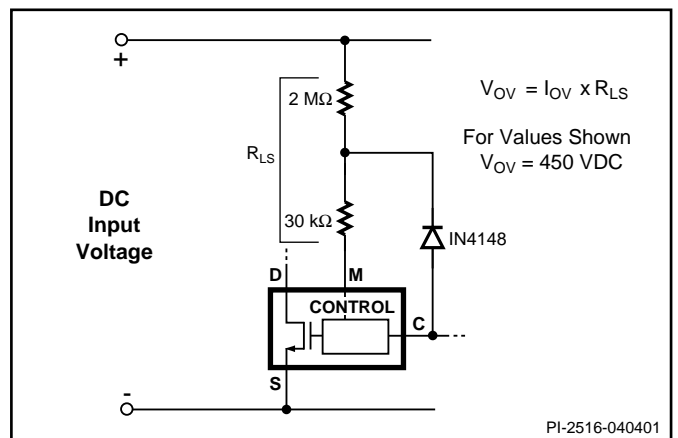 +
2 MΩ
V_OV = I_OV x R_LS
For Values Shown
V_OV = 450 VDC
R_LS
DC
Input
Voltage
30 kΩ
IN4148
D
M
CONTROL
C
S
-
PI-2516-040401